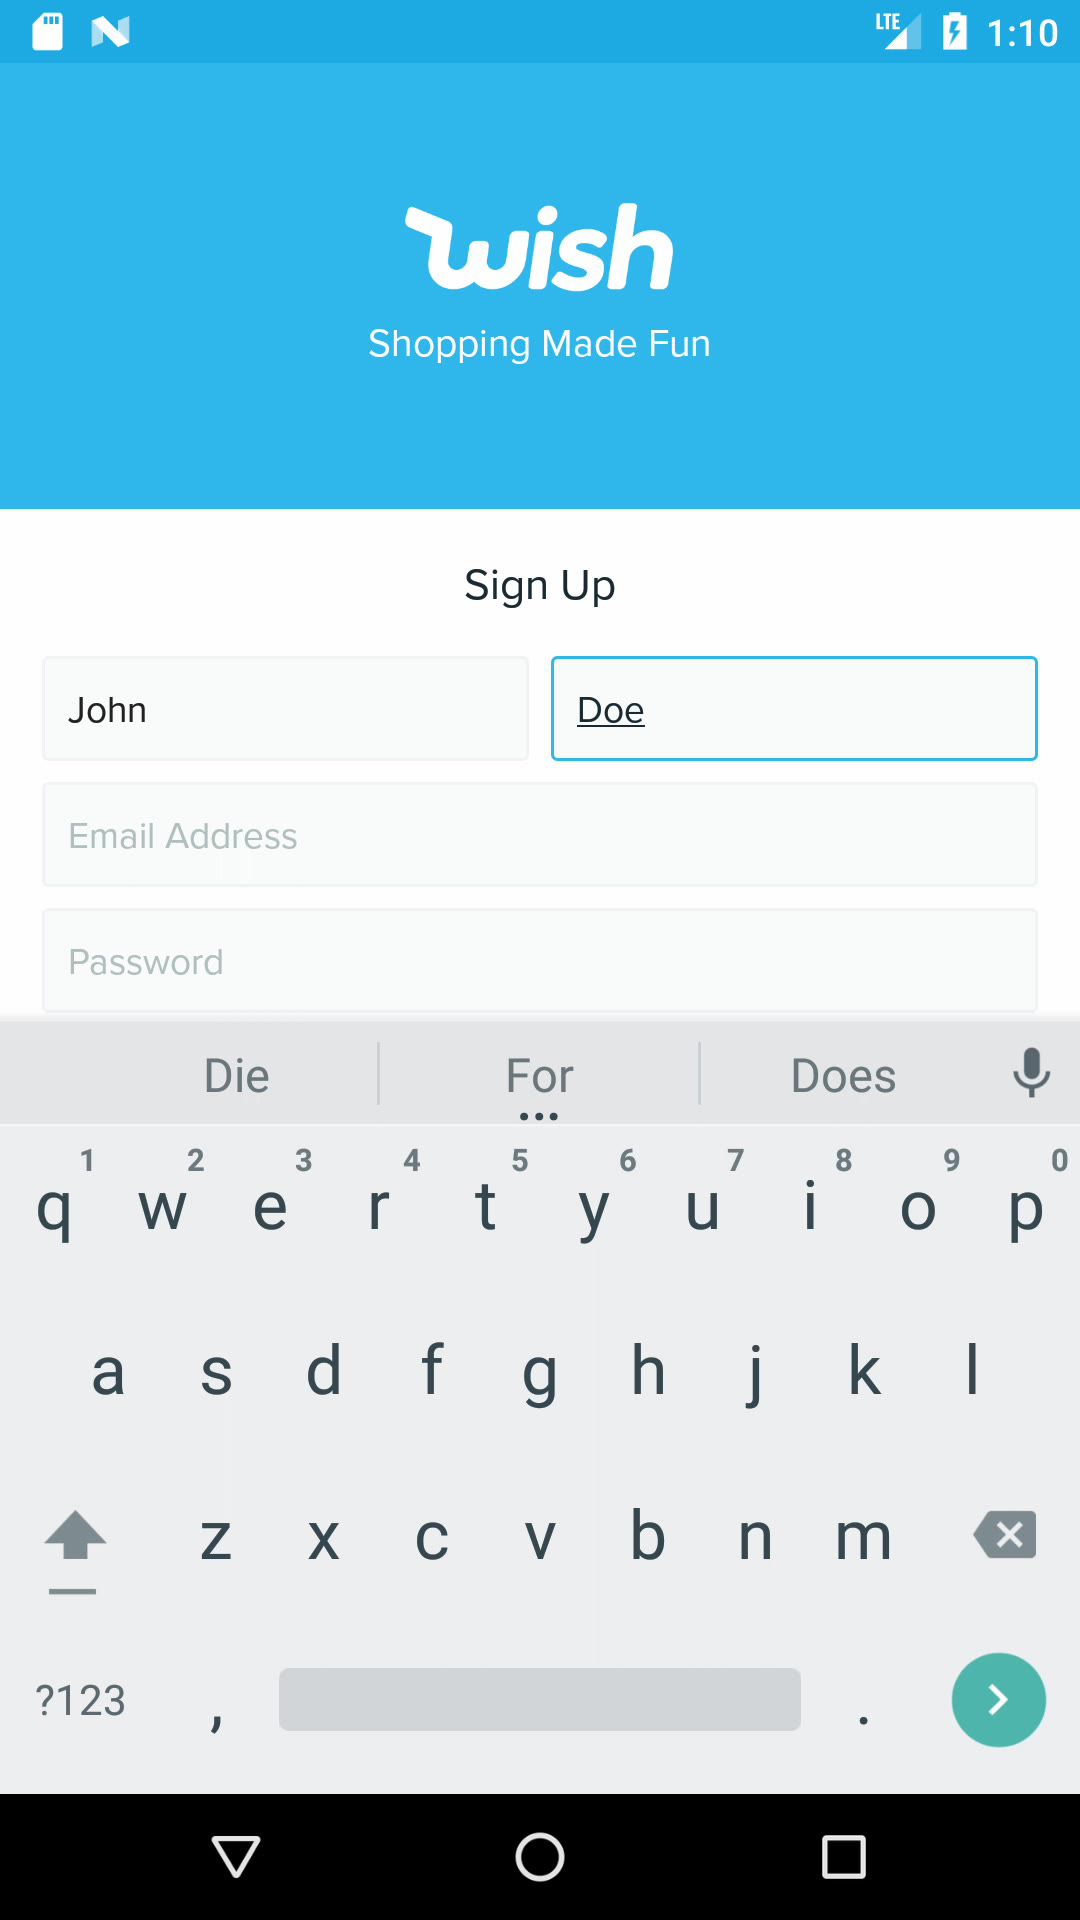 LTE 1:10
wish
Shopping Made Fun
Sign Up
John Doe
Email Address
Password
Die For Does
1 2 3 4 5 6 7 8 9 0
q w e r t y u i o p
a s d f g h j k l
z x c v b n m
?123 , .